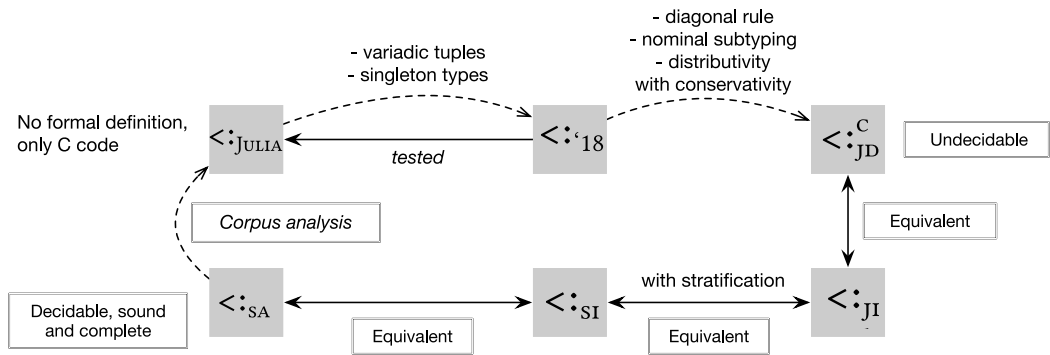 - diagonal rule
- nominal subtyping
- distributivity
with conservativity
- variadic tuples
- singleton types
No formal definition,
only C code
<:JULIA
tested
<:‘18
<:C JD
Undecidable
Corpus analysis
Equivalent
Decidable, sound
and complete
<:SA
Equivalent
<:SI
with stratification
Equivalent
<:JI